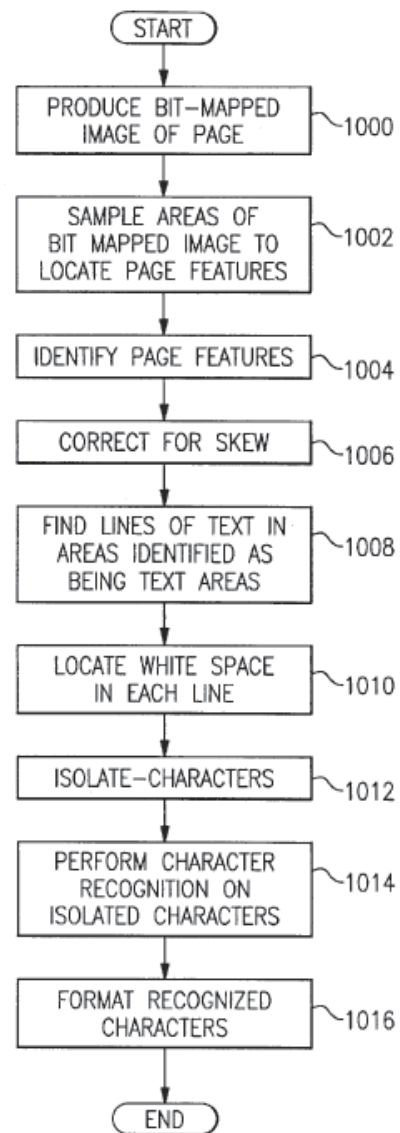 START
PRODUCE BIT-MAPPED
IMAGE OF PAGE
1000
SAMPLE AREAS OF
BIT MAPPED IMAGE TO
LOCATE PAGE FEATURES
1002
IDENTIFY PAGE FEATURES
1004
CORRECT FOR SKEW
1006
FIND LINES OF TEXT IN
AREAS IDENTIFIED AS
BEING TEXT AREAS
1008
LOCATE WHITE SPACE
IN EACH LINE
1010
ISOLATE-CHARACTERS
1012
PERFORM CHARACTER
RECOGNITION ON
ISOLATED CHARACTERS
1014
FORMAT RECOGNIZED
CHARACTERS
1016
END